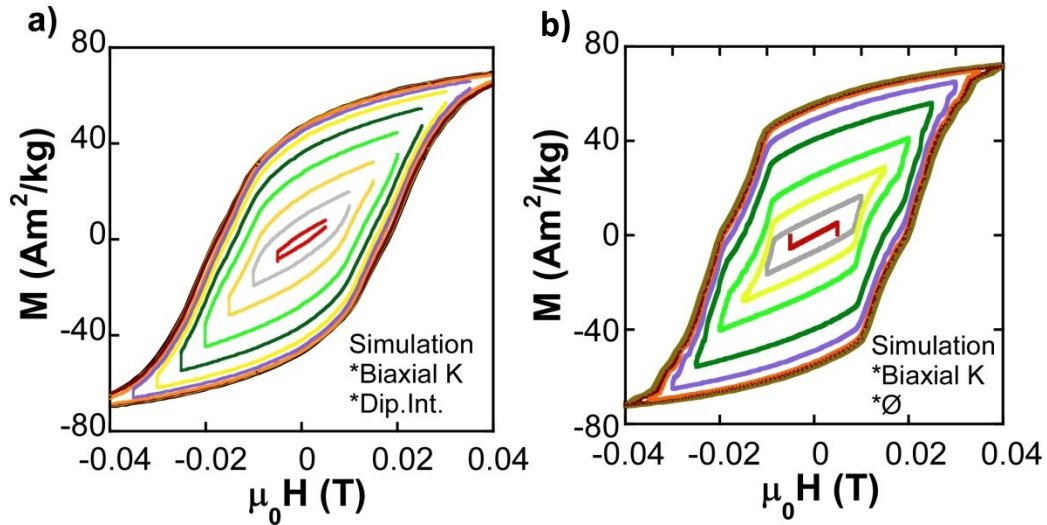 a)
80
40
0
-40
-80
M (Am²/kg)
Simulation
*Biaxial K
*Dip.Int.
-0.04 -0.02 0 0.02 0.04
μ₀H (T)
b)
80
40
0
-40
-80
M (Am²/kg)
Simulation
*Biaxial K
*Ø
-0.04 -0.02 0 0.02 0.04
μ₀H (T)